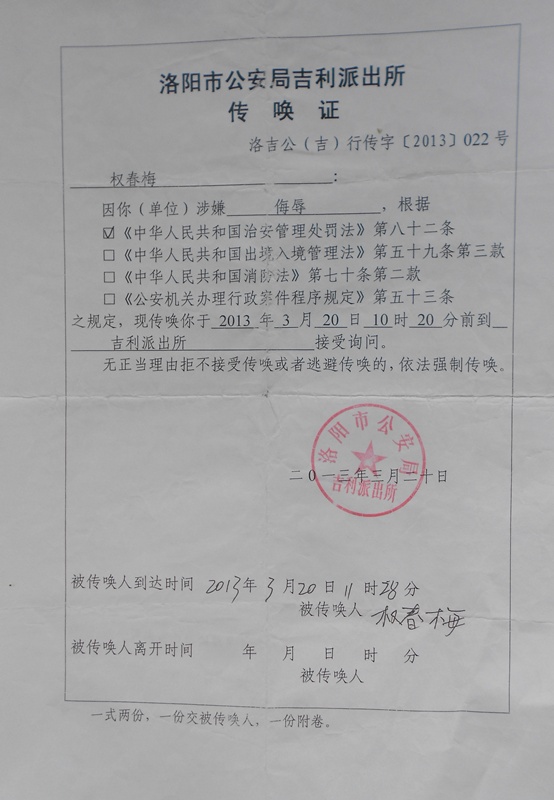 洛阳市公安局吉利派出所
传唤证
洛吉公（吉）行传字〔2013〕022号
权春梅：
因你（单位）涉嫌 侮辱 ，根据
☑《中华人民共和国治安管理处罚法》第八十二条
□《中华人民共和国出境入境管理法》第五十九条第三款
□《中华人民共和国消防法》第七十条第二款
□《公安机关办理行政案件程序规定》第五十三条
之规定，现传唤你于 2013 年 3 月 20 日 10 时 20 分前到
吉利派出所 接受询问。
无正当理由拒不接受传唤或者逃避传唤的，依法强制传唤。
洛阳市公安局
吉利派出所
二0一三年三月二十日
被传唤人到达时间 2013年3月20日11时28分
被传唤人 权春梅
被传唤人离开时间 年 月 日 时 分
被传唤人
一式两份，一份交被传唤人，一份附卷。